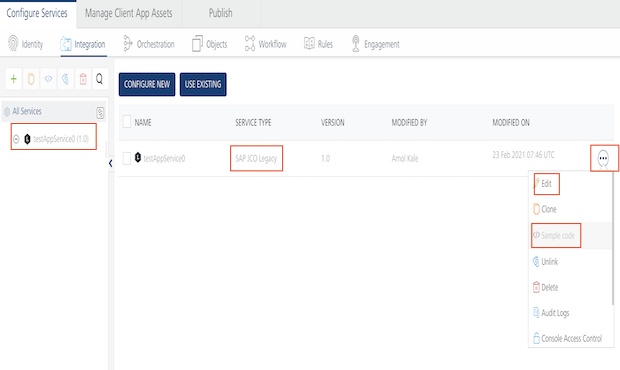 Configure Services Manage Client App Assets Publish
Identity Integration Orchestration Objects Workflow Rules Engagement
CONFIGURE NEW USE EXISTING
All Services
testAppService0 (1.0)
NAME SERVICE TYPE VERSION MODIFIED BY MODIFIED ON
testAppService0 SAP JCO Legacy 1.0 Amol Kale 23 Feb 2021 07:46 UTC
Edit
Clone
Sample code
Unlink
Delete
Audit Logs
Console Access Control